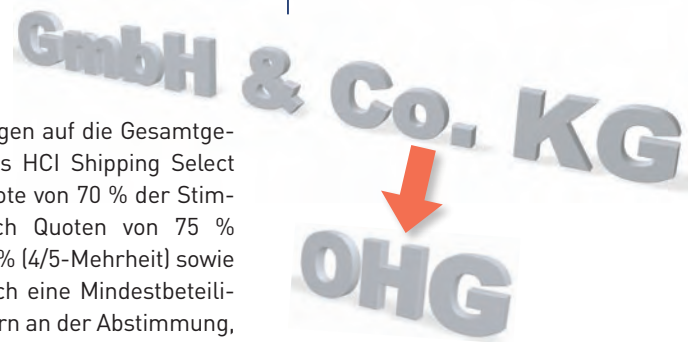 GmbH & Co. KG
OHG
gen auf die Gesamtge-
s HCI Shipping Select
ote von 70 % der Stim-
ch Quoten von 75 %
% (4/5-Mehrheit) sowie
ch eine Mindestbeteili-
rn an der Abstimmung,